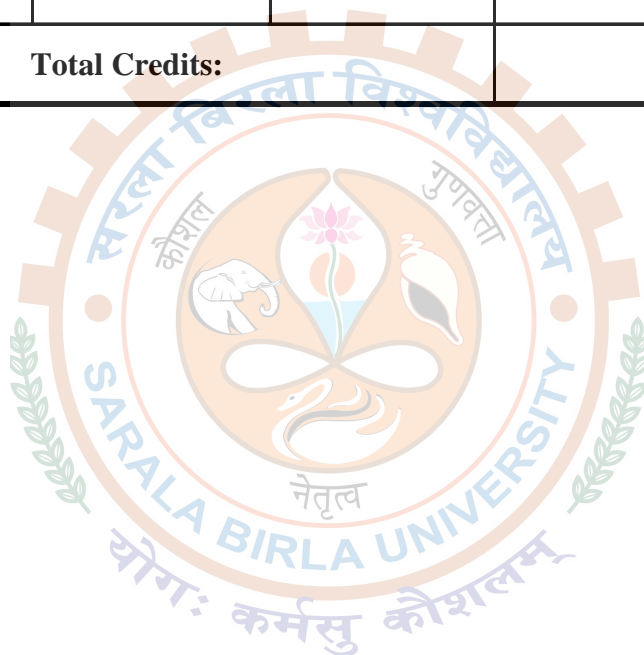 Total Credits:
सरला बिरला विश्वविद्यालय
कौशल
गुणवत्ता
नेतृत्व
SARALA BIRLA UNIVERSITY
योगः कर्मसु कौशलम्